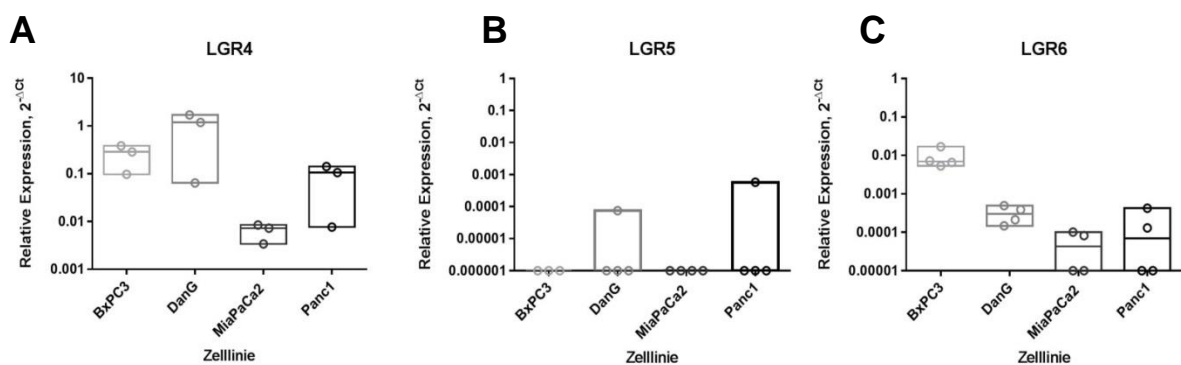 A
LGR4
Relative Expression, 2^-ΔCt
10
1
0.1
0.01
0.001
BxPC3
DanG
MiaPaCa2
Panc1
Zelllinie
B
LGR5
Relative Expression, 2^-ΔCt
1
0.1
0.01
0.001
0.0001
0.00001
0.000001
BxPC3
DanG
MiaPaCa2
Panc1
Zelllinie
C
LGR6
Relative Expression, 2^-ΔCt
1
0.1
0.01
0.001
0.0001
0.00001
BxPC3
DanG
MiaPaCa2
Panc1
Zelllinie